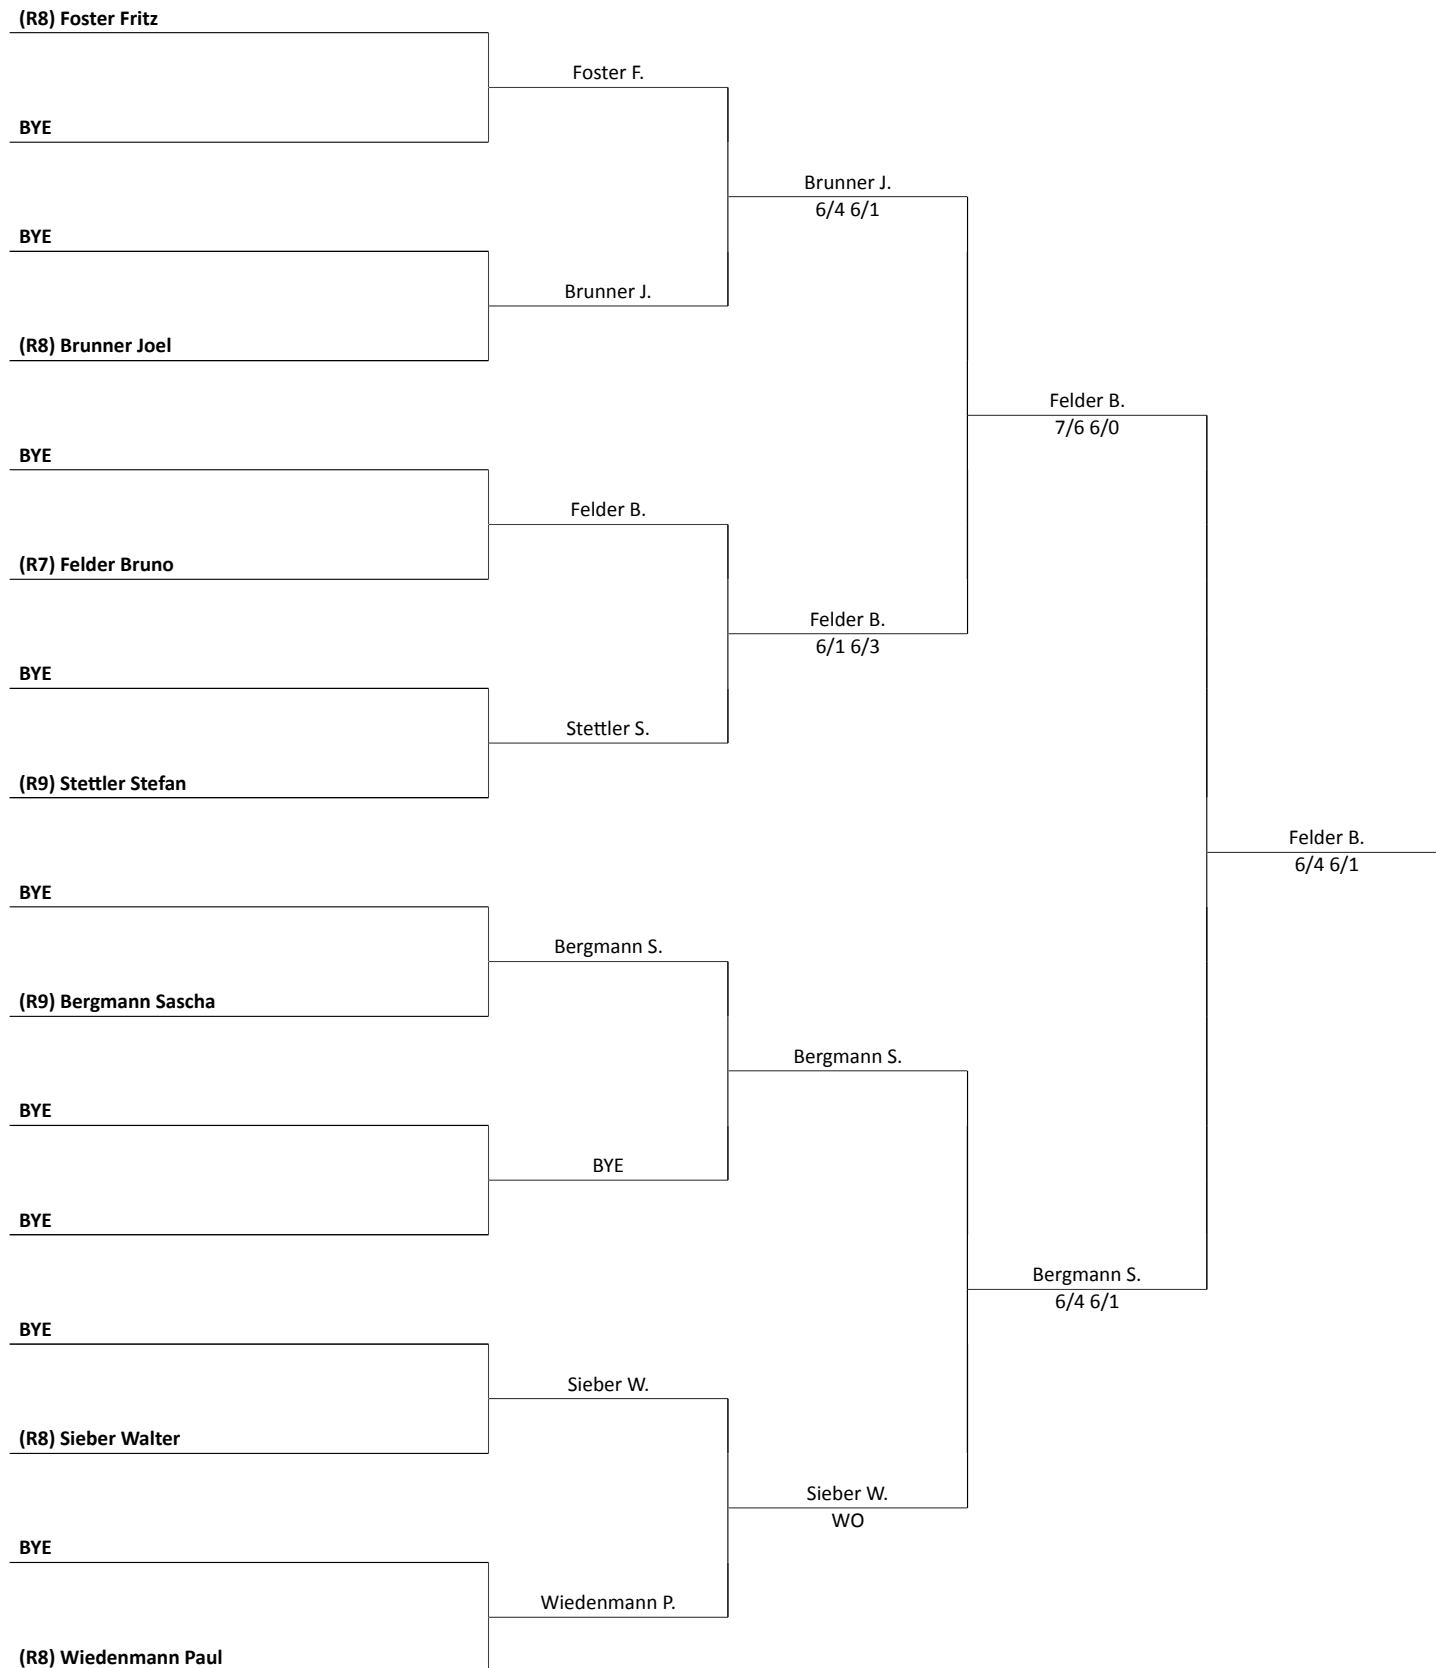 (R8) Foster Fritz
Foster F.
BYE
Brunner J.
6/4 6/1
BYE
Brunner J.
(R8) Brunner Joel
Felder B.
7/6 6/0
BYE
Felder B.
(R7) Felder Bruno
Felder B.
6/1 6/3
BYE
Stettler S.
(R9) Stettler Stefan
Felder B.
6/4 6/1
BYE
Bergmann S.
(R9) Bergmann Sascha
Bergmann S.
BYE
BYE
BYE
Bergmann S.
6/4 6/1
BYE
Sieber W.
(R8) Sieber Walter
Sieber W.
WO
BYE
Wiedenmann P.
(R8) Wiedenmann Paul